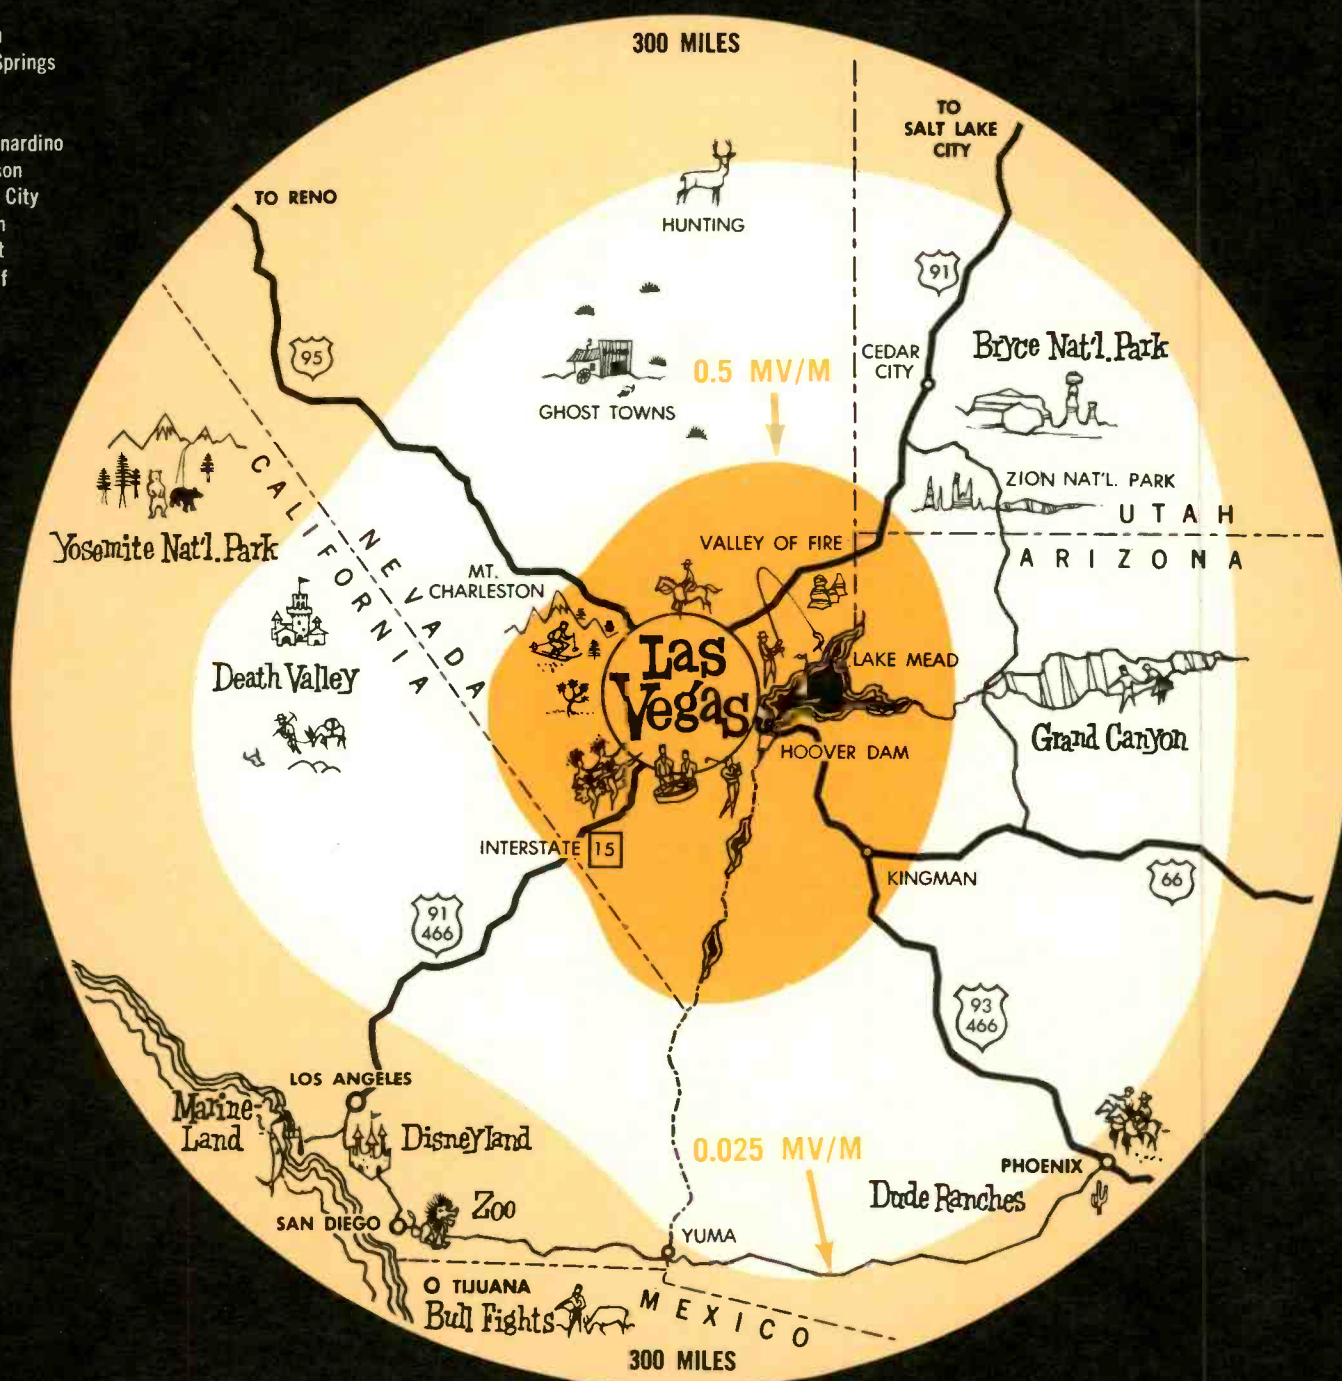 Springs
nardino
son
City
n
t
f
300 MILES
TO
SALT LAKE
CITY
TO RENO
HUNTING
91
95
CEDAR
CITY
Bryce Nat'l. Park
0.5 MV/M
GHOST TOWNS
ZION NAT'L. PARK
UTAH
ARIZONA
Yosemite Nat'l. Park
CALIFORNIA
NEVADA
VALLEY OF FIRE
MT.
CHARLESTON
Las
Vegas
LAKE MEAD
Death Valley
Grand Canyon
HOOVER DAM
INTERSTATE 15
KINGMAN
66
91
466
93
466
LOS ANGELES
Marine-
Land
Disneyland
0.025 MV/M
PHOENIX
Dude Ranches
SAN DIEGO
Zoo
YUMA
TIJUANA
Bull Fights
MEXICO
300 MILES